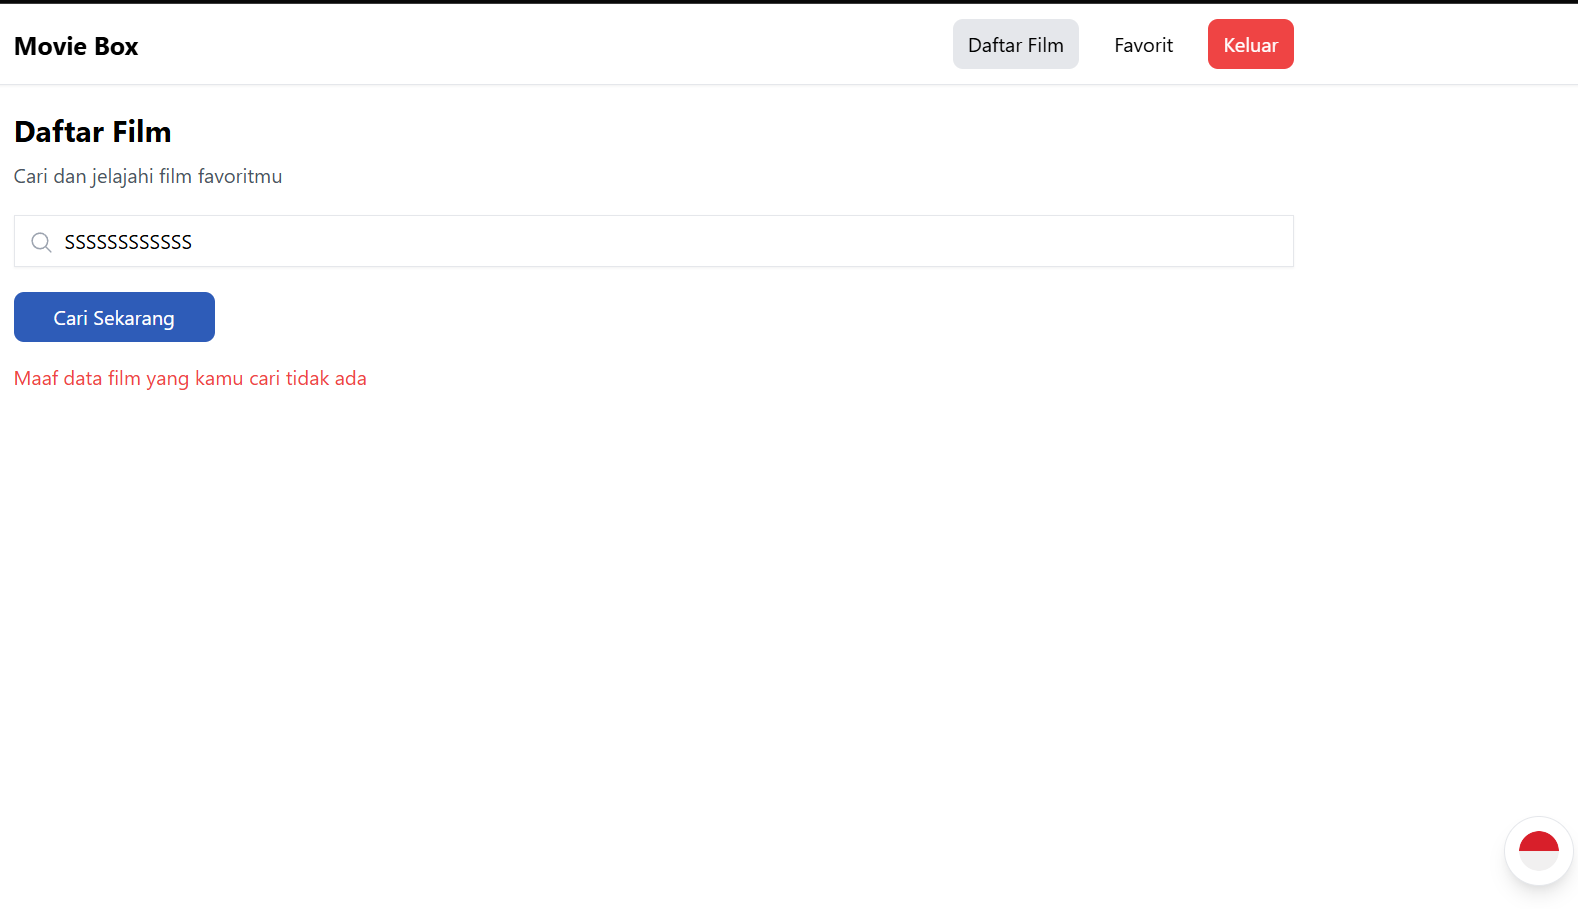 Movie Box
Daftar Film
Favorit
Keluar
Daftar Film
Cari dan jelajahi film favoritmu
SSSSSSSSSSSS
Cari Sekarang
Maaf data film yang kamu cari tidak ada